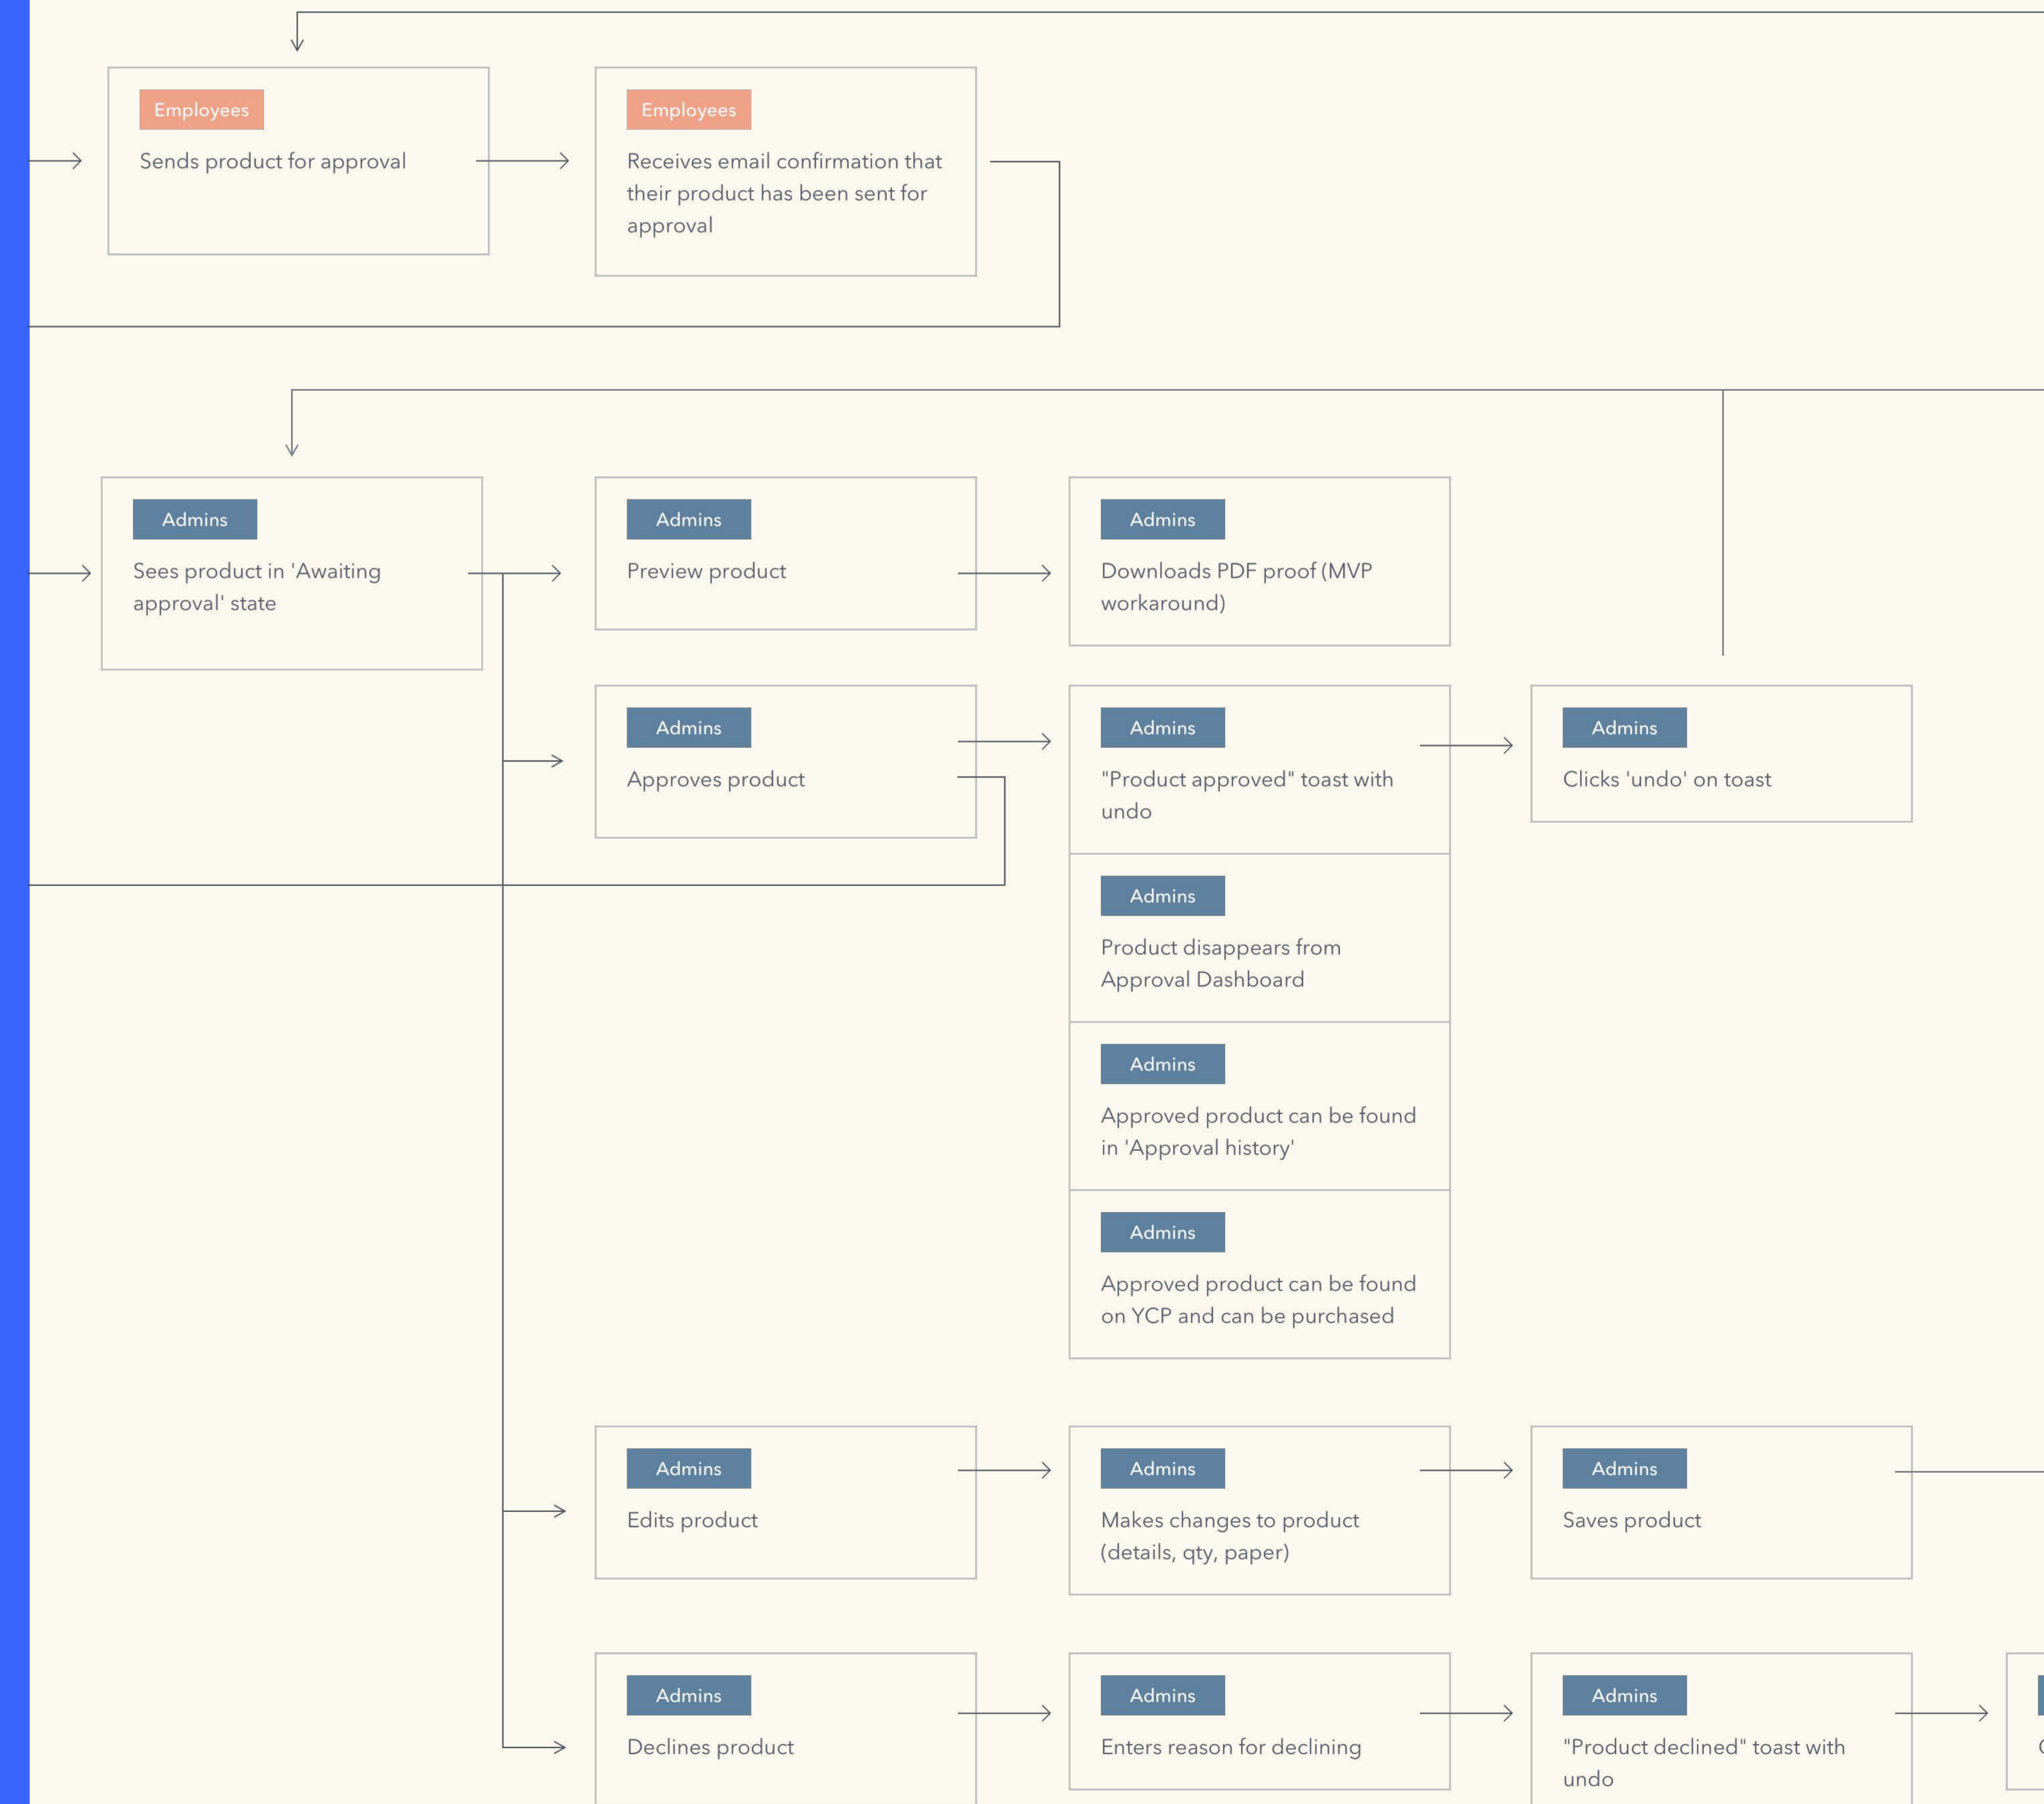 Employees
Sends product for approval
Employees
Receives email confirmation that
their product has been sent for
approval
Admins
Sees product in 'Awaiting
approval' state
Admins
Preview product
Admins
Downloads PDF proof (MVP
workaround)
Admins
Approves product
Admins
"Product approved" toast with
undo
Admins
Clicks 'undo' on toast
Admins
Product disappears from
Approval Dashboard
Admins
Approved product can be found
in 'Approval history'
Admins
Approved product can be found
on YCP and can be purchased
Admins
Edits product
Admins
Makes changes to product
(details, qty, paper)
Admins
Saves product
Admins
Declines product
Admins
Enters reason for declining
Admins
"Product declined" toast with
undo